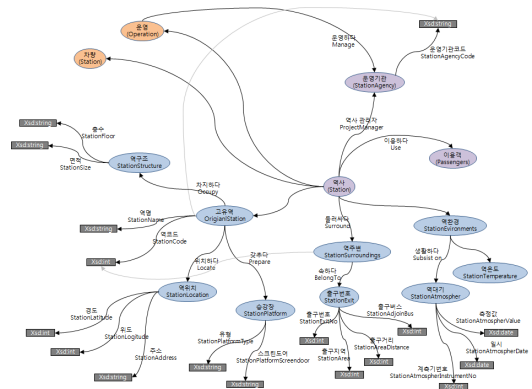 운영
(Operation)
Xsd:string
운영하다
Manage
차량
(Station)
운영기관코드
StationAgencyCode
운영기관
(StationAgency)
층수
StationFloor
역사 관리자
ProjectManager
Xsd:string
이용하다
Use
면적
StationSize
역구조
StationStructure
Xsd:string
이용객
(Passengers)
차지하다
Ocuupy
역사
(Station)
역명
StationName
고유역
OrigianlStation
Xsd:string
둘러싸다
Surround
역환경
StationEvironments
역코드
StationCode
Xsd:int
위치하다
Locate
갖추다
Prepare
역주변
StationSurroundings
생활하다
Subsist on
역온도
StationTemperature
속하다
BelongTo
역위치
StationLocation
출구번호
StationExit
역대기
StationAtmospher
경도
StationLatitude
승강장
StationPlatform
출구버스
StationAdjoinBus
측정값
StationAtmospherValue
Xsd:int
출구번호
StationExitNo
Xsd:int
Xsd:date
위도
StationLogitude
유형
StationPlatformType
출구거리
StationAreaDistance
일시
StationAtmospherDate
Xsd:int
주소
StationAddress
스크린도어
StationPlatformScreendoor
Xsd:int
출구지역
StationArea
Xsd:int
계측기번호
StationAtmospherInstrumentNo
Xsd:date
Xsd:string
Xsd:string
Xsd:string
Xsd:int
Xsd:int